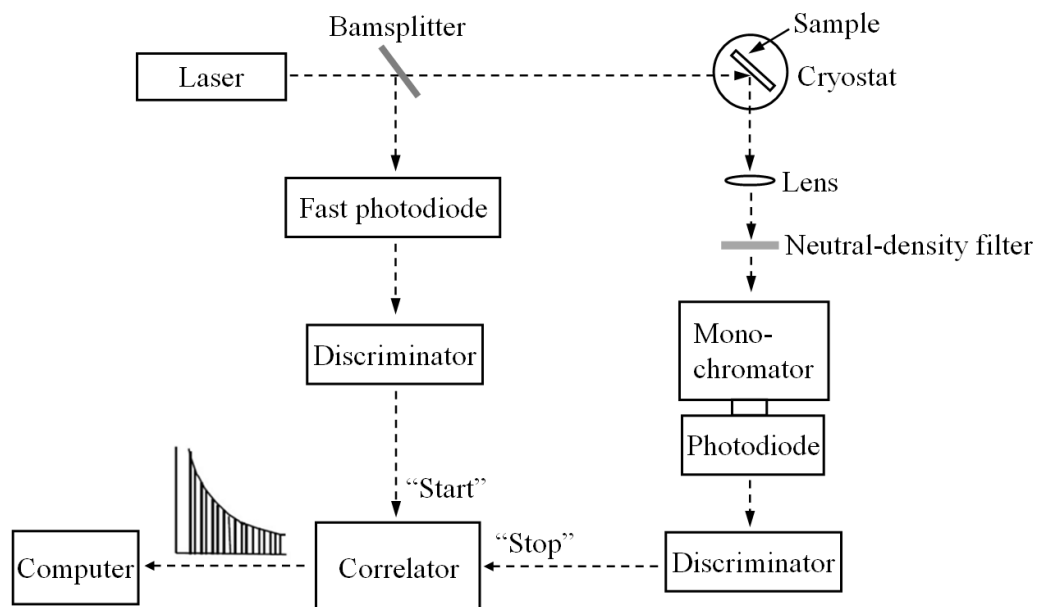 Bamsplitter
Sample
Laser
Cryostat
Lens
Fast photodiode
Neutral-density filter
Discriminator
Mono-
chromator
Photodiode
“Start”
“Stop”
Computer
Correlator
Discriminator